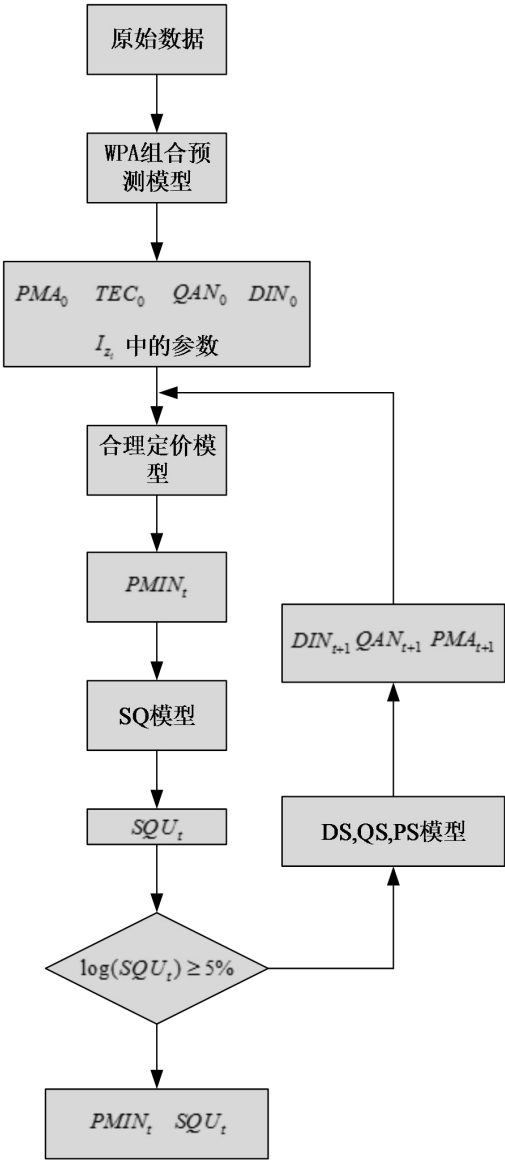 原始数据
WPA组合预
测模型
PMA₀ TEC₀ QAN₀ DIN₀
I_{z_t} 中的参数
合理定价模
型
PMIN_t
SQ模型
SQU_t
log(SQU_t) ≥ 5%
PMIN_t SQU_t
DS,QS,PS模型
DIN_{t+1} QAN_{t+1} PMA_{t+1}